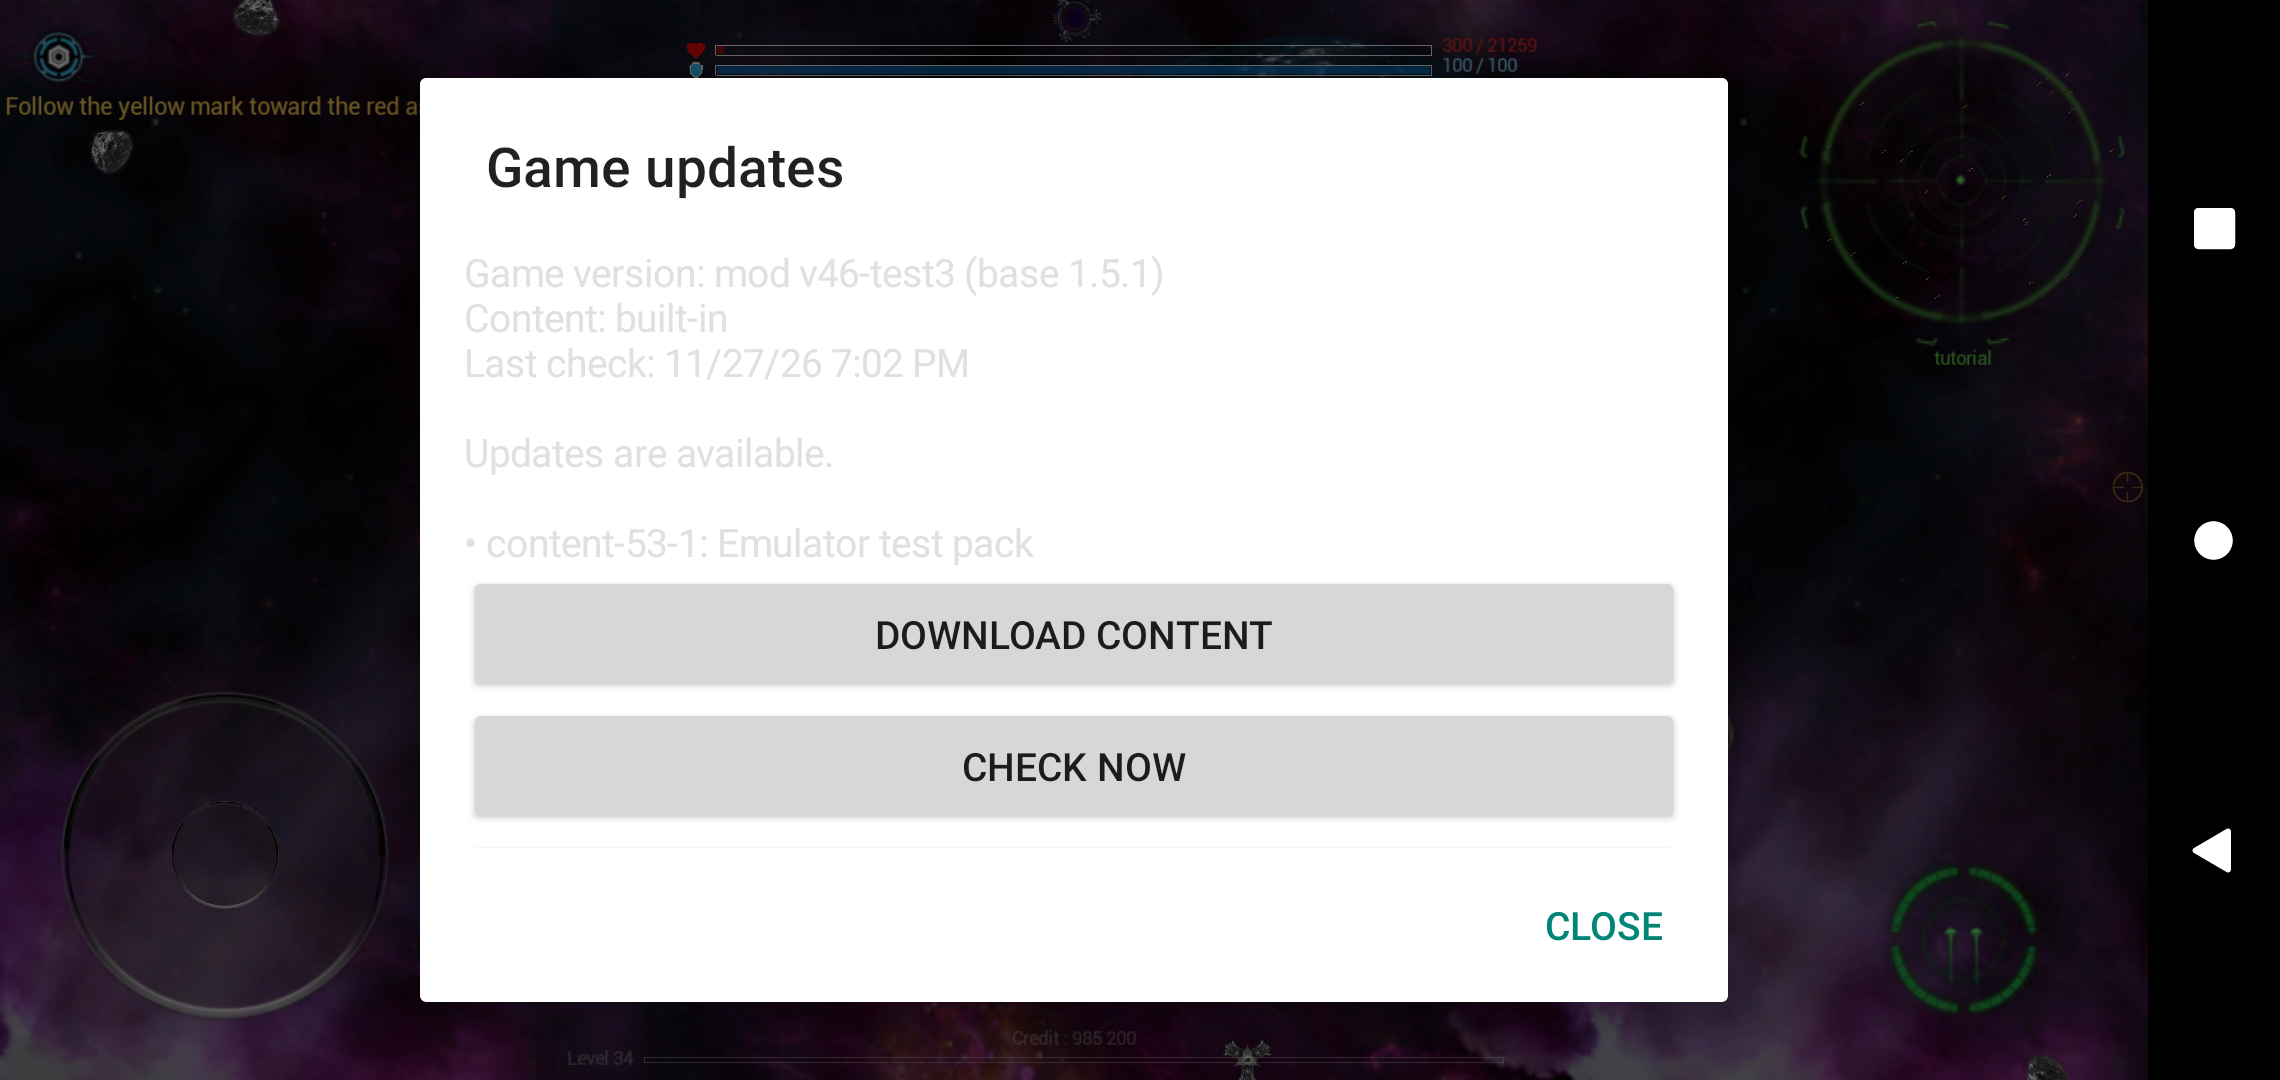 300 / 21259
100 / 100
Follow the yellow mark toward the red a
Game updates
Game version: mod v46-test3 (base 1.5.1)
Content: built-in
Last check: 11/27/26 7:02 PM
Updates are available.
• content-53-1: Emulator test pack
DOWNLOAD CONTENT
CHECK NOW
CLOSE
tutorial
Credit : 985 200
Level 34